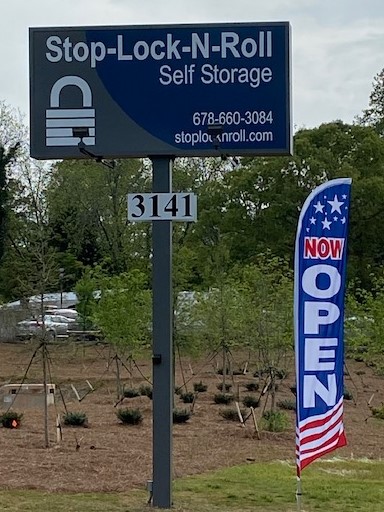 Stop-Lock-N-Roll
Self Storage
678-660-3084
stoplocknroll.com
3141
NOW
OPEN